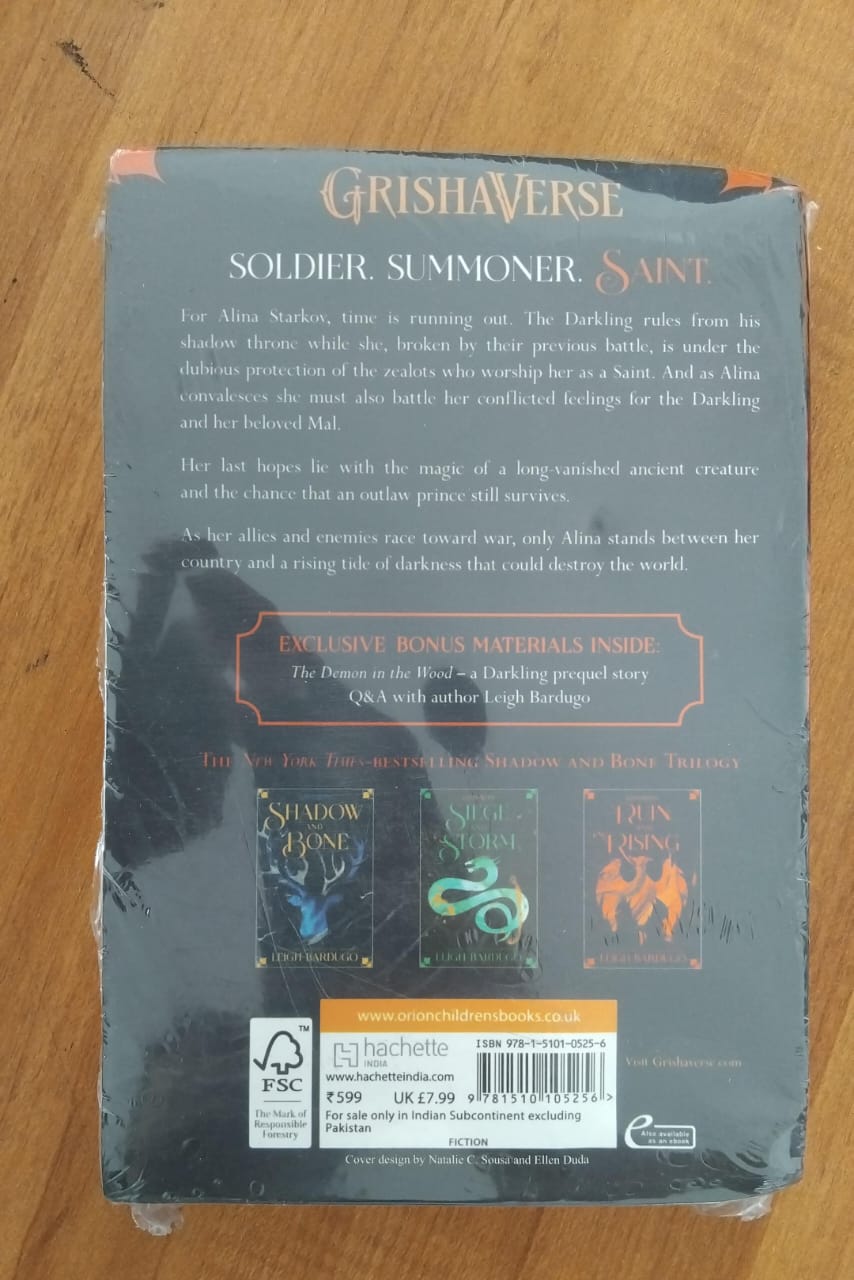 GRISHAVERSE
SOLDIER. SUMMONER. SAINT.
For Alina Starkov, time is running out. The Darkling rules from his
shadow throne while she, broken by their previous battle, is under the
dubious protection of the zealots who worship her as a Saint. And as Alina
convalesces she must also battle her conflicted feelings for the Darkling
and her beloved Mal.
Her last hopes lie with the magic of a long-vanished ancient creature
and the chance that an outlaw prince still survives.
As her allies and enemies race toward war, only Alina stands between her
country and a rising tide of darkness that could destroy the world.
EXCLUSIVE BONUS MATERIALS INSIDE:
The Demon in the Wood – a Darkling prequel story
Q&A with author Leigh Bardugo
THE NEW YORK TIMES-BESTSELLING SHADOW AND BONE TRILOGY
SHADOW
AND
BONE
LEIGH BARDUGO
SIEGE
STORM
LEIGH BARDUGO
RUIN
RISING
LEIGH BARDUGO
TM
FSC
The Mark of
Responsible
Forestry
www.orionchildrensbooks.co.uk
hachette
INDIA
www.hachetteindia.com
₹599 UK £7.99
ISBN 978-1-5101-0525-6
9 781510 105256 >
For sale only in Indian Subcontinent excluding
Pakistan
FICTION
Visit Grishaverse.com
e Also available
as an ebook
Cover design by Natalie C. Sousa and Ellen Duda